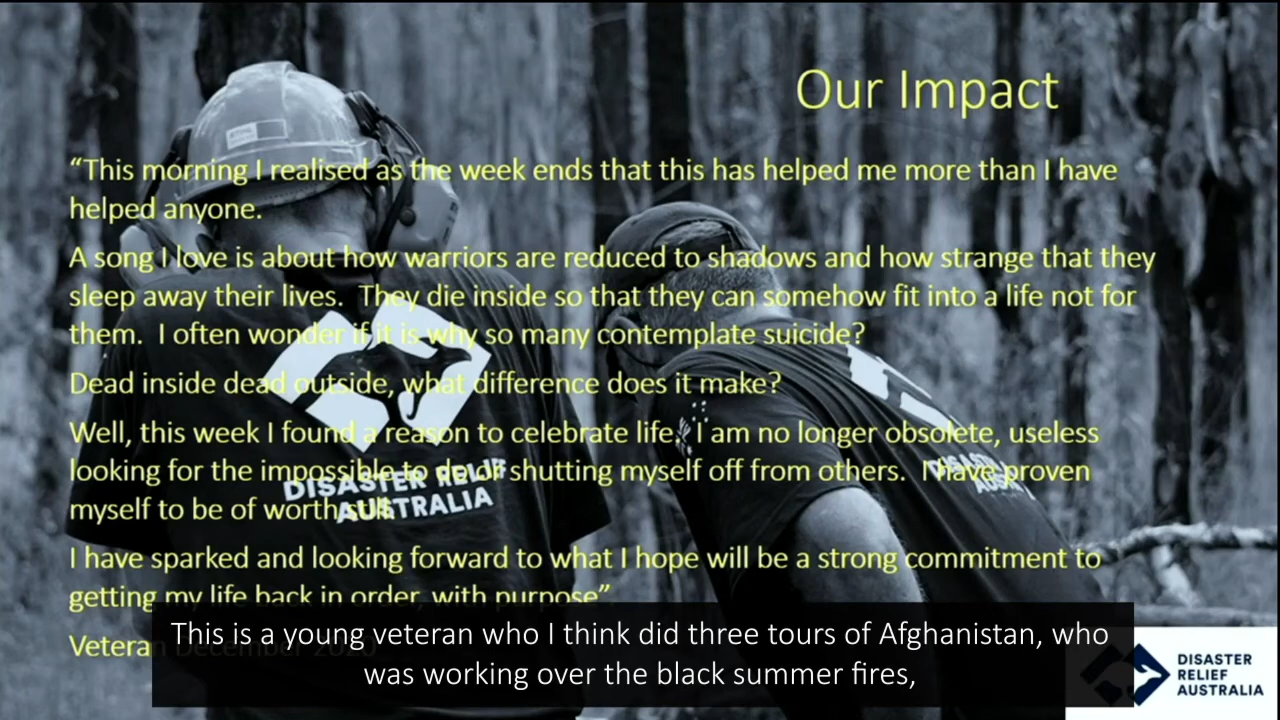 Our Impact
“This morning I realised as the week ends that this has helped me more than I have
helped anyone.
A song I love is about how warriors are reduced to shadows and how strange that they
sleep away their lives. They die inside so that they can somehow fit into a life not for
them. I often wonder if it is why so many contemplate suicide?
Dead inside dead outside, what difference does it make?
Well, this week I found a reason to celebrate life. I am no longer obsolete, useless
looking for the impossible to do or shutting myself off from others. I have proven
myself to be of worth still.
I have sparked and looking forward to what I hope will be a strong commitment to
getting my life back in order, with purpose”
Veteran December 2020
This is a young veteran who I think did three tours of Afghanistan, who
was working over the black summer fires,
DISASTER RELIEF
AUSTRALIA
DISASTER
RELIEF
AUSTRALIA